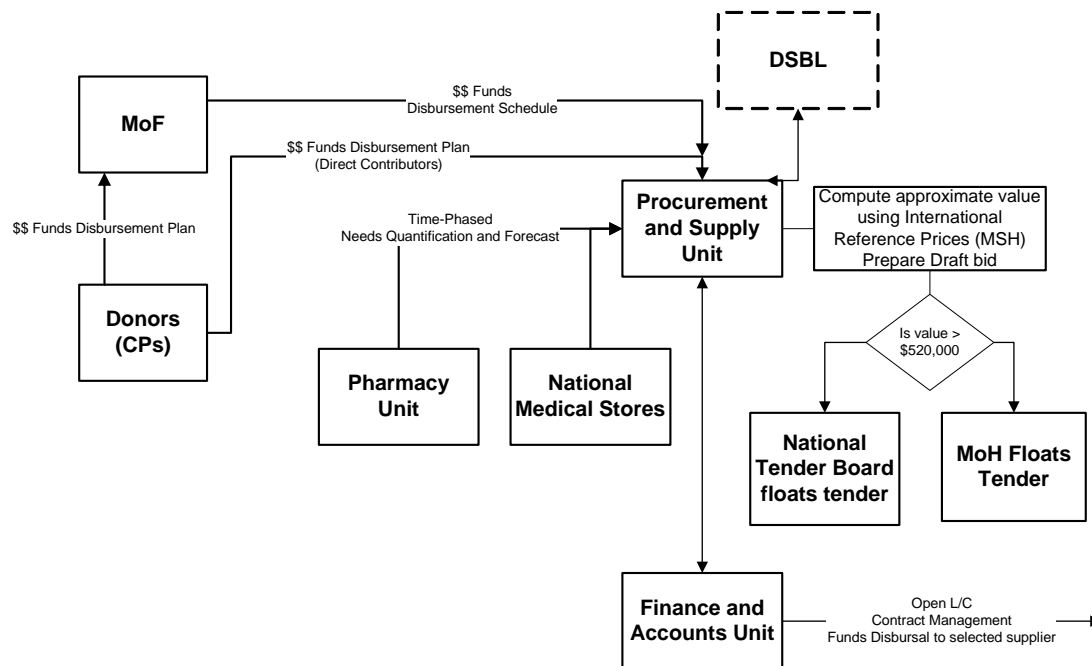 DSBL
MoF
$$ Funds
Disbursement Schedule
$$ Funds Disbursement Plan
(Direct Contributors)
$$ Funds Disbursement Plan
Time-Phased
Needs Quantification and Forecast
Procurement
and Supply
Unit
Compute approximate value
using International
Reference Prices (MSH)
Prepare Draft bid
Donors
(CPs)
Is value >
$520,000
Pharmacy
Unit
National
Medical Stores
National
Tender Board
floats tender
MoH Floats
Tender
Finance and
Accounts Unit
Open L/C
Contract Management
Funds Disbursal to selected supplier